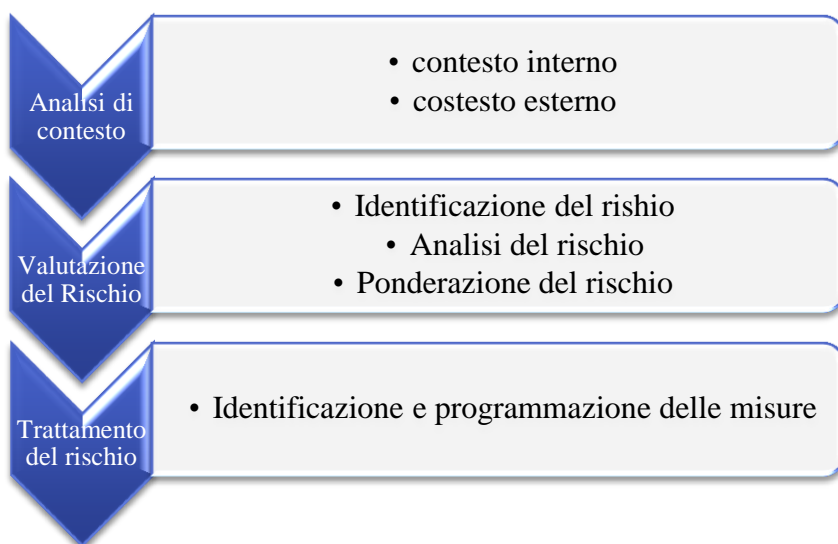 Analisi di
contesto
• contesto interno
• costesto esterno
Valutazione
del Rischio
• Identificazione del rishio
• Analisi del rischio
• Ponderazione del rischio
Trattamento
del rischio
• Identificazione e programmazione delle misure